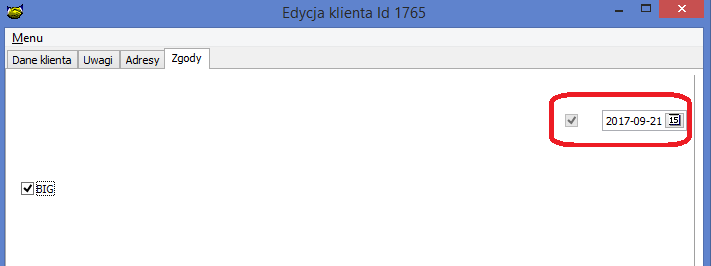 Edycja klienta Id 1765
Menu
Dane klienta Uwagi Adresy Zgody
2017-09-21 15
BIG